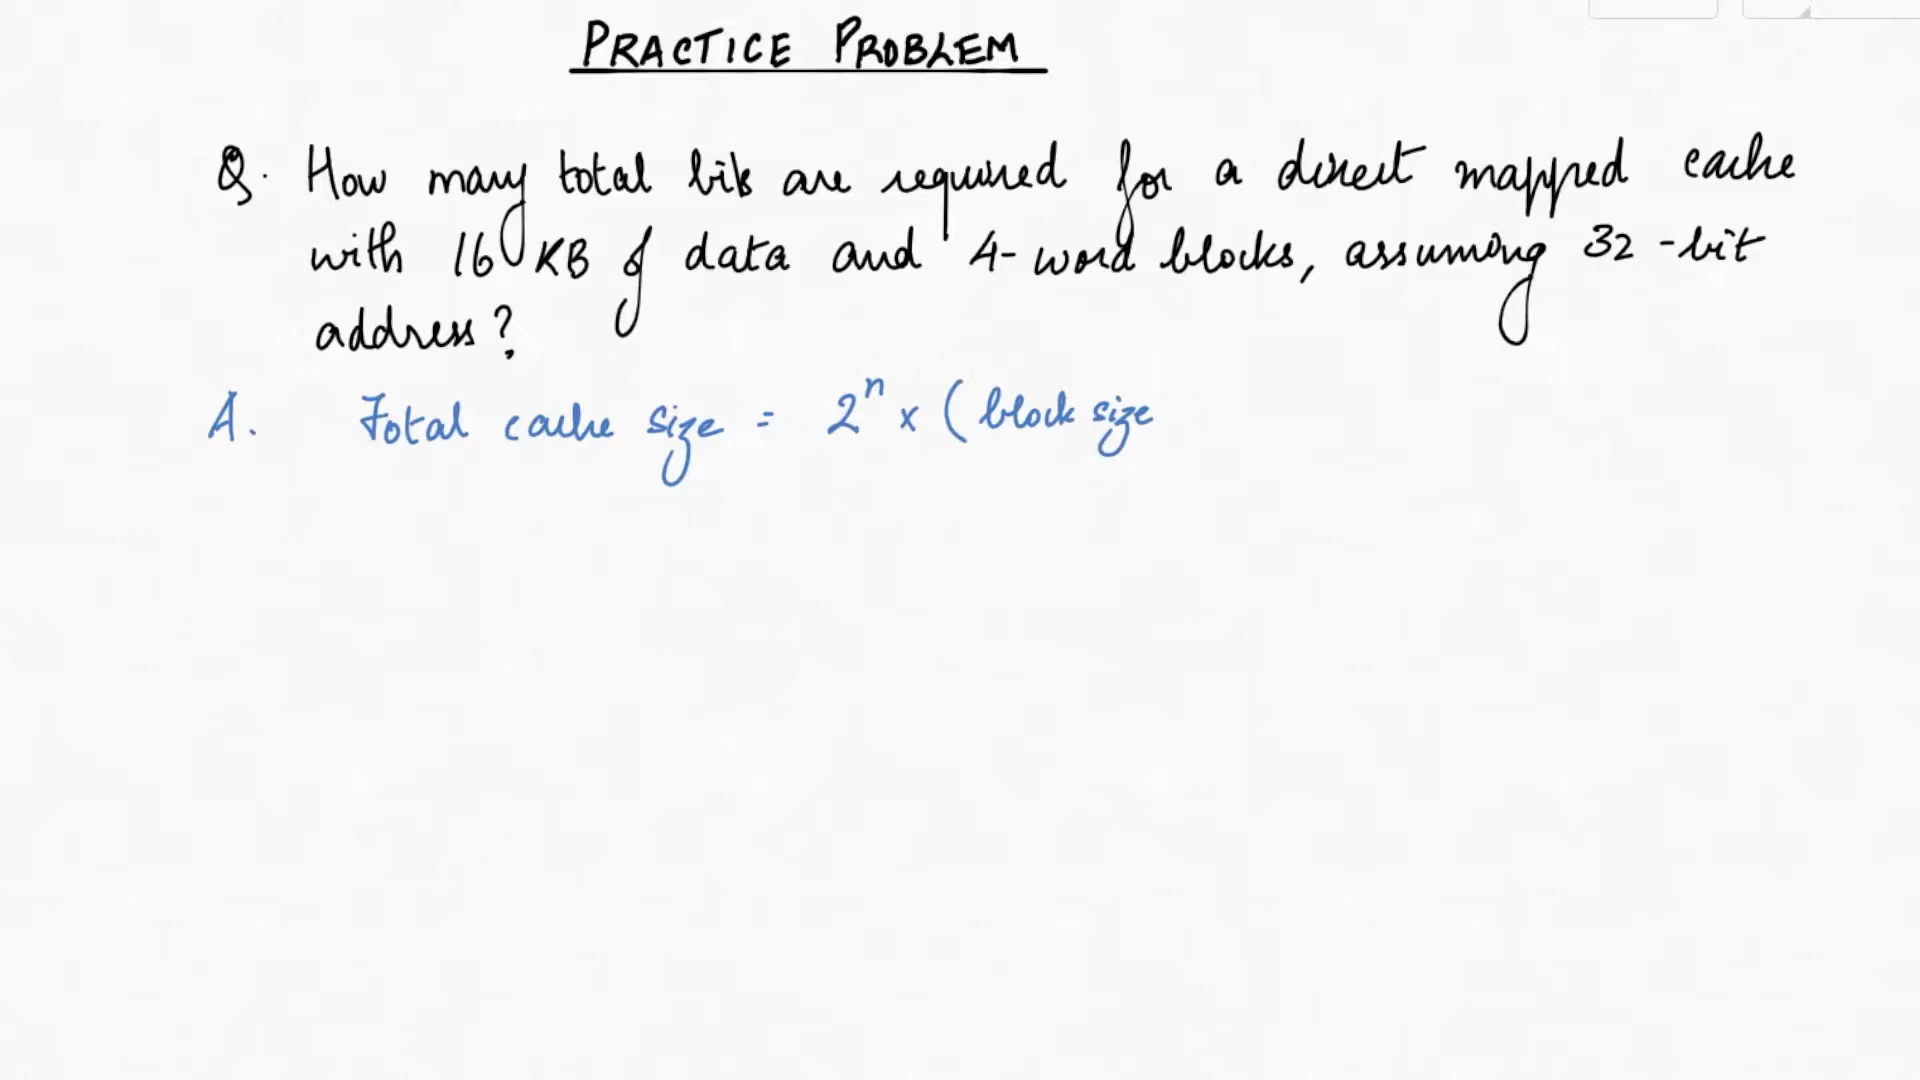 PRACTICE PROBLEM
Q. How many total bits are required for a direct mapped cache
with 16 KB of data and 4-word blocks, assuming 32-bit
address?
A. Total cache size = 2^n x (block size